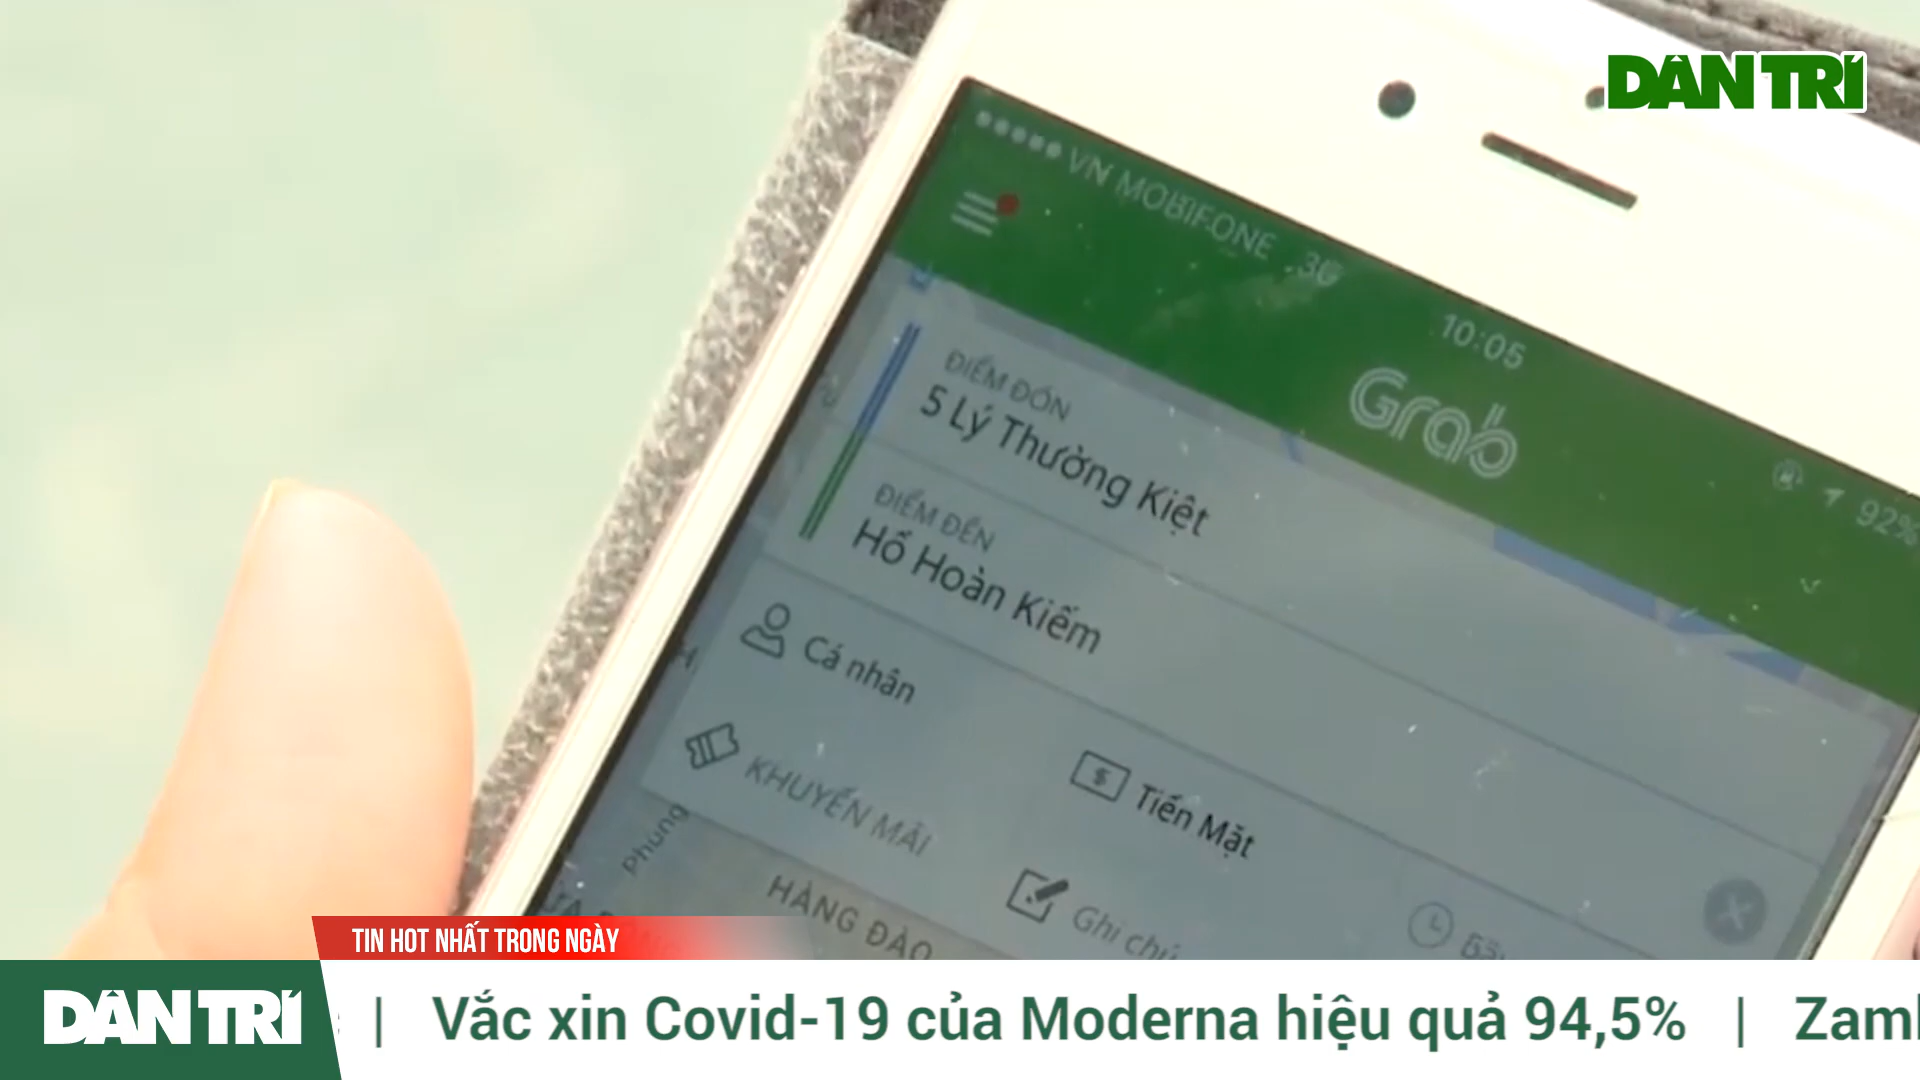 DÂN TRÍ
VN MOBIFONE 3G
10:05
92%
Grab
ĐIỂM ĐÓN
5 Lý Thường Kiệt
ĐIỂM ĐẾN
Hồ Hoàn Kiếm
Cá nhân
Tiền Mặt
KHUYẾN MÃI
Ghi chú
Phùng
HÀNG ĐÀO
TIN HOT NHẤT TRONG NGÀY
DÂN TRÍ
| Vắc xin Covid-19 của Moderna hiệu quả 94,5% |